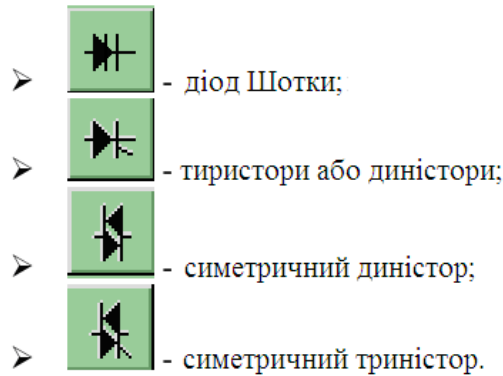 ➢ - діод Шотки;
➢ - тиристори або диністори;
➢ - симетричний диністор;
➢ - симетричний триністор.